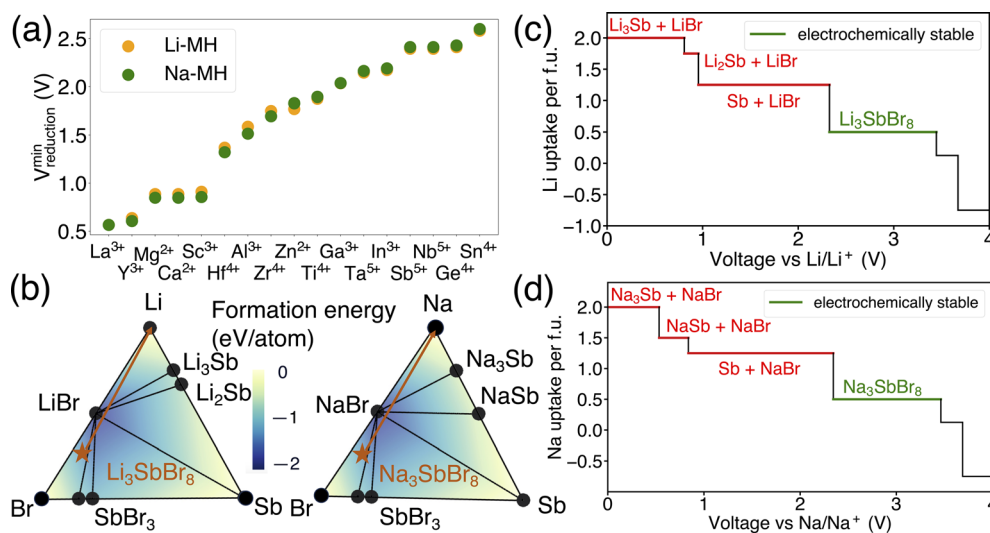 (a)
Li-MH
Na-MH
V^min_reduction (V)
2.5
2.0
1.5
1.0
0.5
La³⁺
Y³⁺
Mg²⁺
Ca²⁺
Sc³⁺
Hf⁴⁺
Al³⁺
Zr⁴⁺
Zn²⁺
Ti⁴⁺
Ga³⁺
Ta⁵⁺
In³⁺
Sb⁵⁺
Nb⁵⁺
Ge⁴⁺
Sn⁴⁺
(b)
Formation energy
(eV/atom)
0
−1
−2
Li
Li₃Sb
Li₂Sb
LiBr
Li₃SbBr₈
Br
SbBr₃
Sb
Na
Na₃Sb
NaSb
NaBr
Na₃SbBr₈
Br
SbBr₃
Sb
(c)
Li₃Sb + LiBr
electrochemically stable
Li₂Sb + LiBr
Sb + LiBr
Li₃SbBr₈
Li uptake per f.u.
2.0
1.5
1.0
0.5
0.0
−0.5
−1.0
0
1
2
3
4
Voltage vs Li/Li⁺ (V)
(d)
Na₃Sb + NaBr
electrochemically stable
NaSb + NaBr
Sb + NaBr
Na₃SbBr₈
Na uptake per f.u.
2.0
1.5
1.0
0.5
0.0
−0.5
0
1
2
3
4
Voltage vs Na/Na⁺ (V)